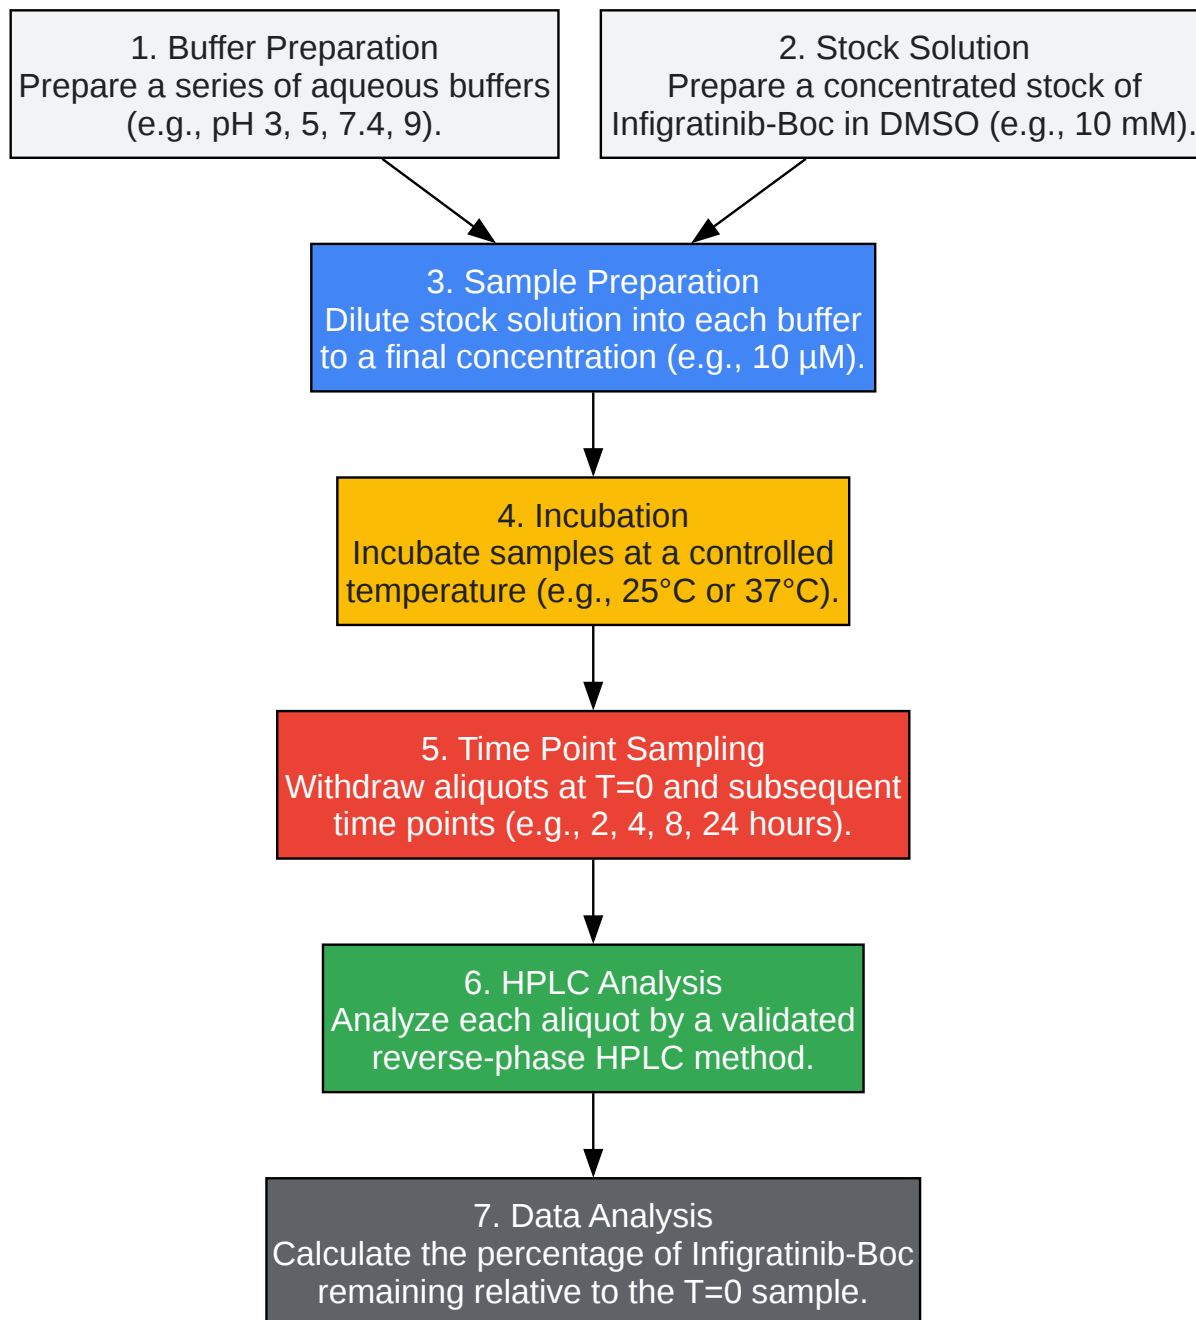 1. Buffer Preparation
Prepare a series of aqueous buffers
(e.g., pH 3, 5, 7.4, 9).
2. Stock Solution
Prepare a concentrated stock of
Infigratinib-Boc in DMSO (e.g., 10 mM).
3. Sample Preparation
Dilute stock solution into each buffer
to a final concentration (e.g., 10 µM).
4. Incubation
Incubate samples at a controlled
temperature (e.g., 25°C or 37°C).
5. Time Point Sampling
Withdraw aliquots at T=0 and subsequent
time points (e.g., 2, 4, 8, 24 hours).
6. HPLC Analysis
Analyze each aliquot by a validated
reverse-phase HPLC method.
7. Data Analysis
Calculate the percentage of Infigratinib-Boc
remaining relative to the T=0 sample.